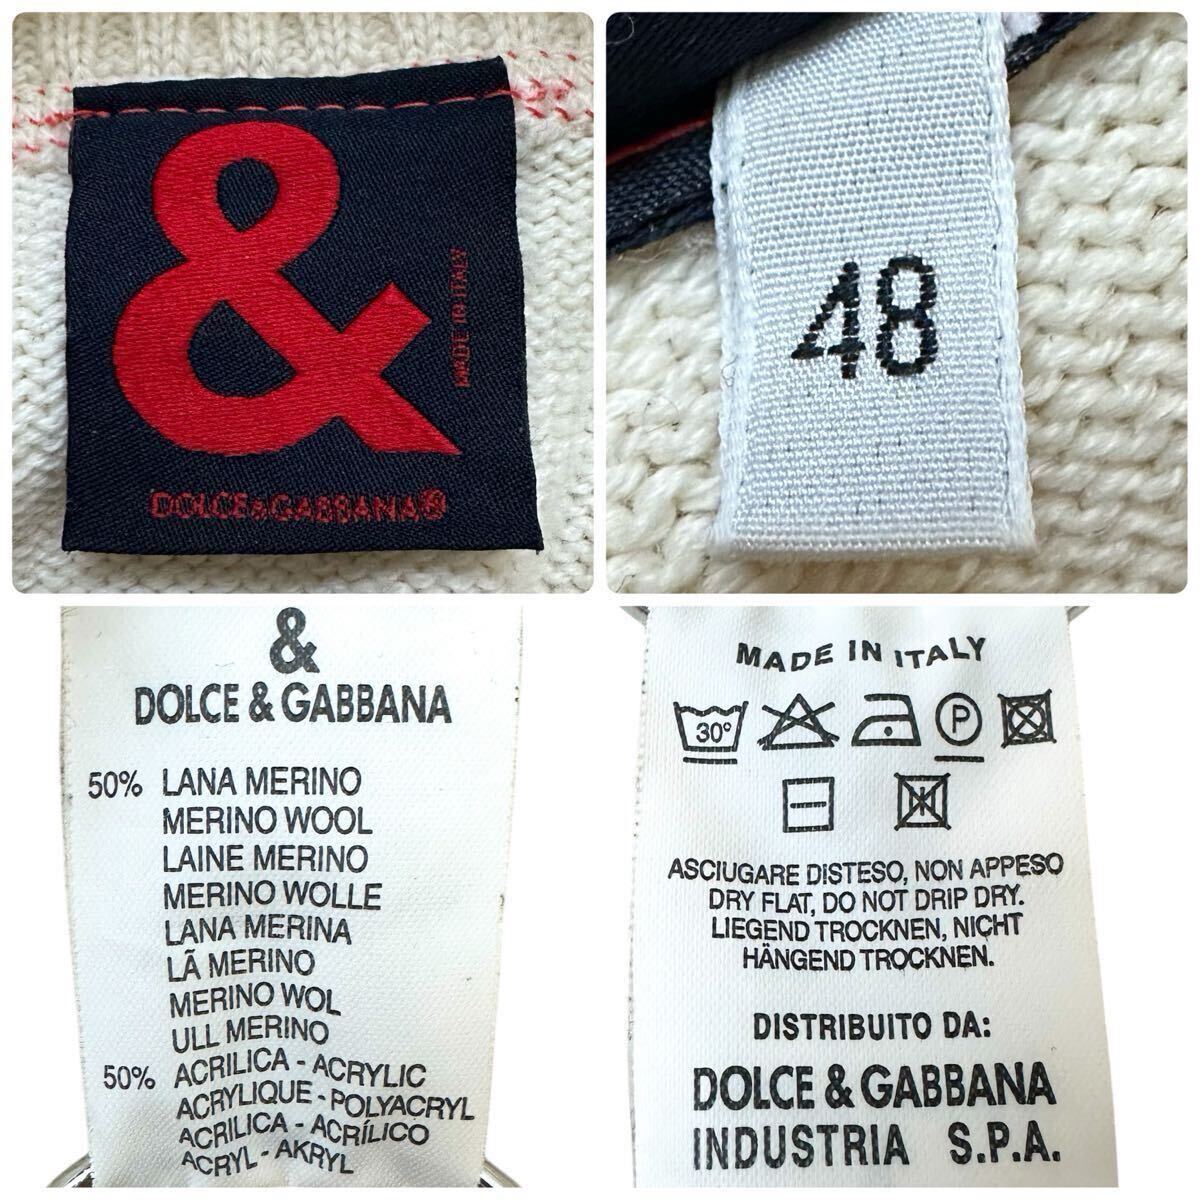 &
MADE IN ITALY
DOLCE&GABBANA®
48
&
DOLCE & GABBANA
50% LANA MERINO
MERINO WOOL
LAINE MERINO
MERINO WOLLE
LANA MERINA
LÃ MERINO
MERINO WOL
ULL MERINO
50% ACRILICA - ACRYLIC
ACRYLIQUE - POLYACRYL
ACRILICA - ACRÍLICO
ACRYL - AKRYL
MADE IN ITALY
30° P
ASCIUGARE DISTESO, NON APPESO
DRY FLAT, DO NOT DRIP DRY.
LIEGEND TROCKNEN, NICHT
HÄNGEND TROCKNEN.
DISTRIBUITO DA:
DOLCE & GABBANA
INDUSTRIA S.P.A.